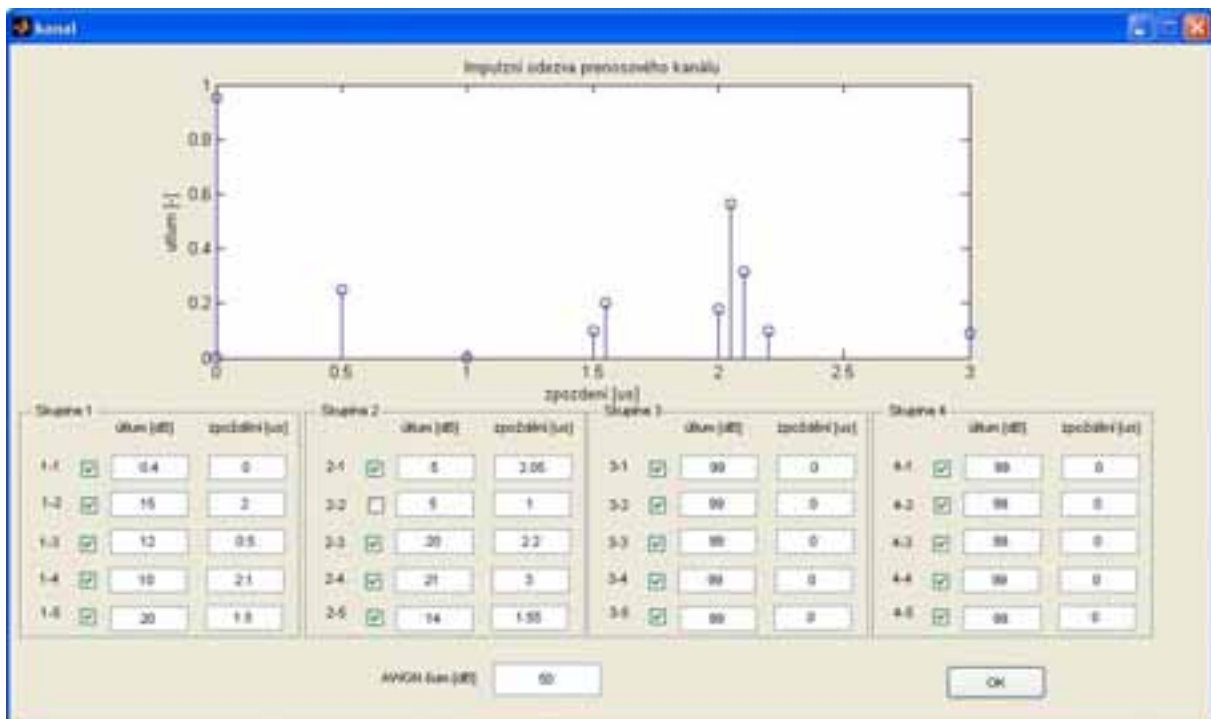 kanal
Impulzní odezva prenosového kanálu
1
0.8
0.6
0.4
0.2
0
útlum [-]
0 0.5 1 1.5 2 2.5 3
zpozdení [us]
Skupina 1
útlum [dB] zpoždění [us]
1-1 0.4 0
1-2 15 2
1-3 12 0.5
1-4 10 2.1
1-5 20 1.5
Skupina 2
útlum [dB] zpoždění [us]
2-1 5 2.05
2-2 5 1
2-3 20 2.2
2-4 21 3
2-5 14 1.55
Skupina 3
útlum [dB] zpoždění [us]
3-1 99 0
3-2 99 0
3-3 99 0
3-4 99 0
3-5 99 0
Skupina 4
útlum [dB] zpoždění [us]
4-1 99 0
4-2 99 0
4-3 99 0
4-4 99 0
4-5 99 0
AWGN šum [dB] 50
OK